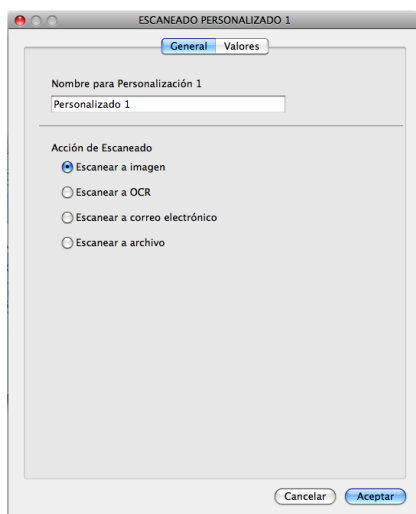 ESCANEADO PERSONALIZADO 1
General Valores
Nombre para Personalización 1
Personalizado 1
Acción de Escaneado
Escanear a imagen
Escanear a OCR
Escanear a correo electrónico
Escanear a archivo
Cancelar Aceptar